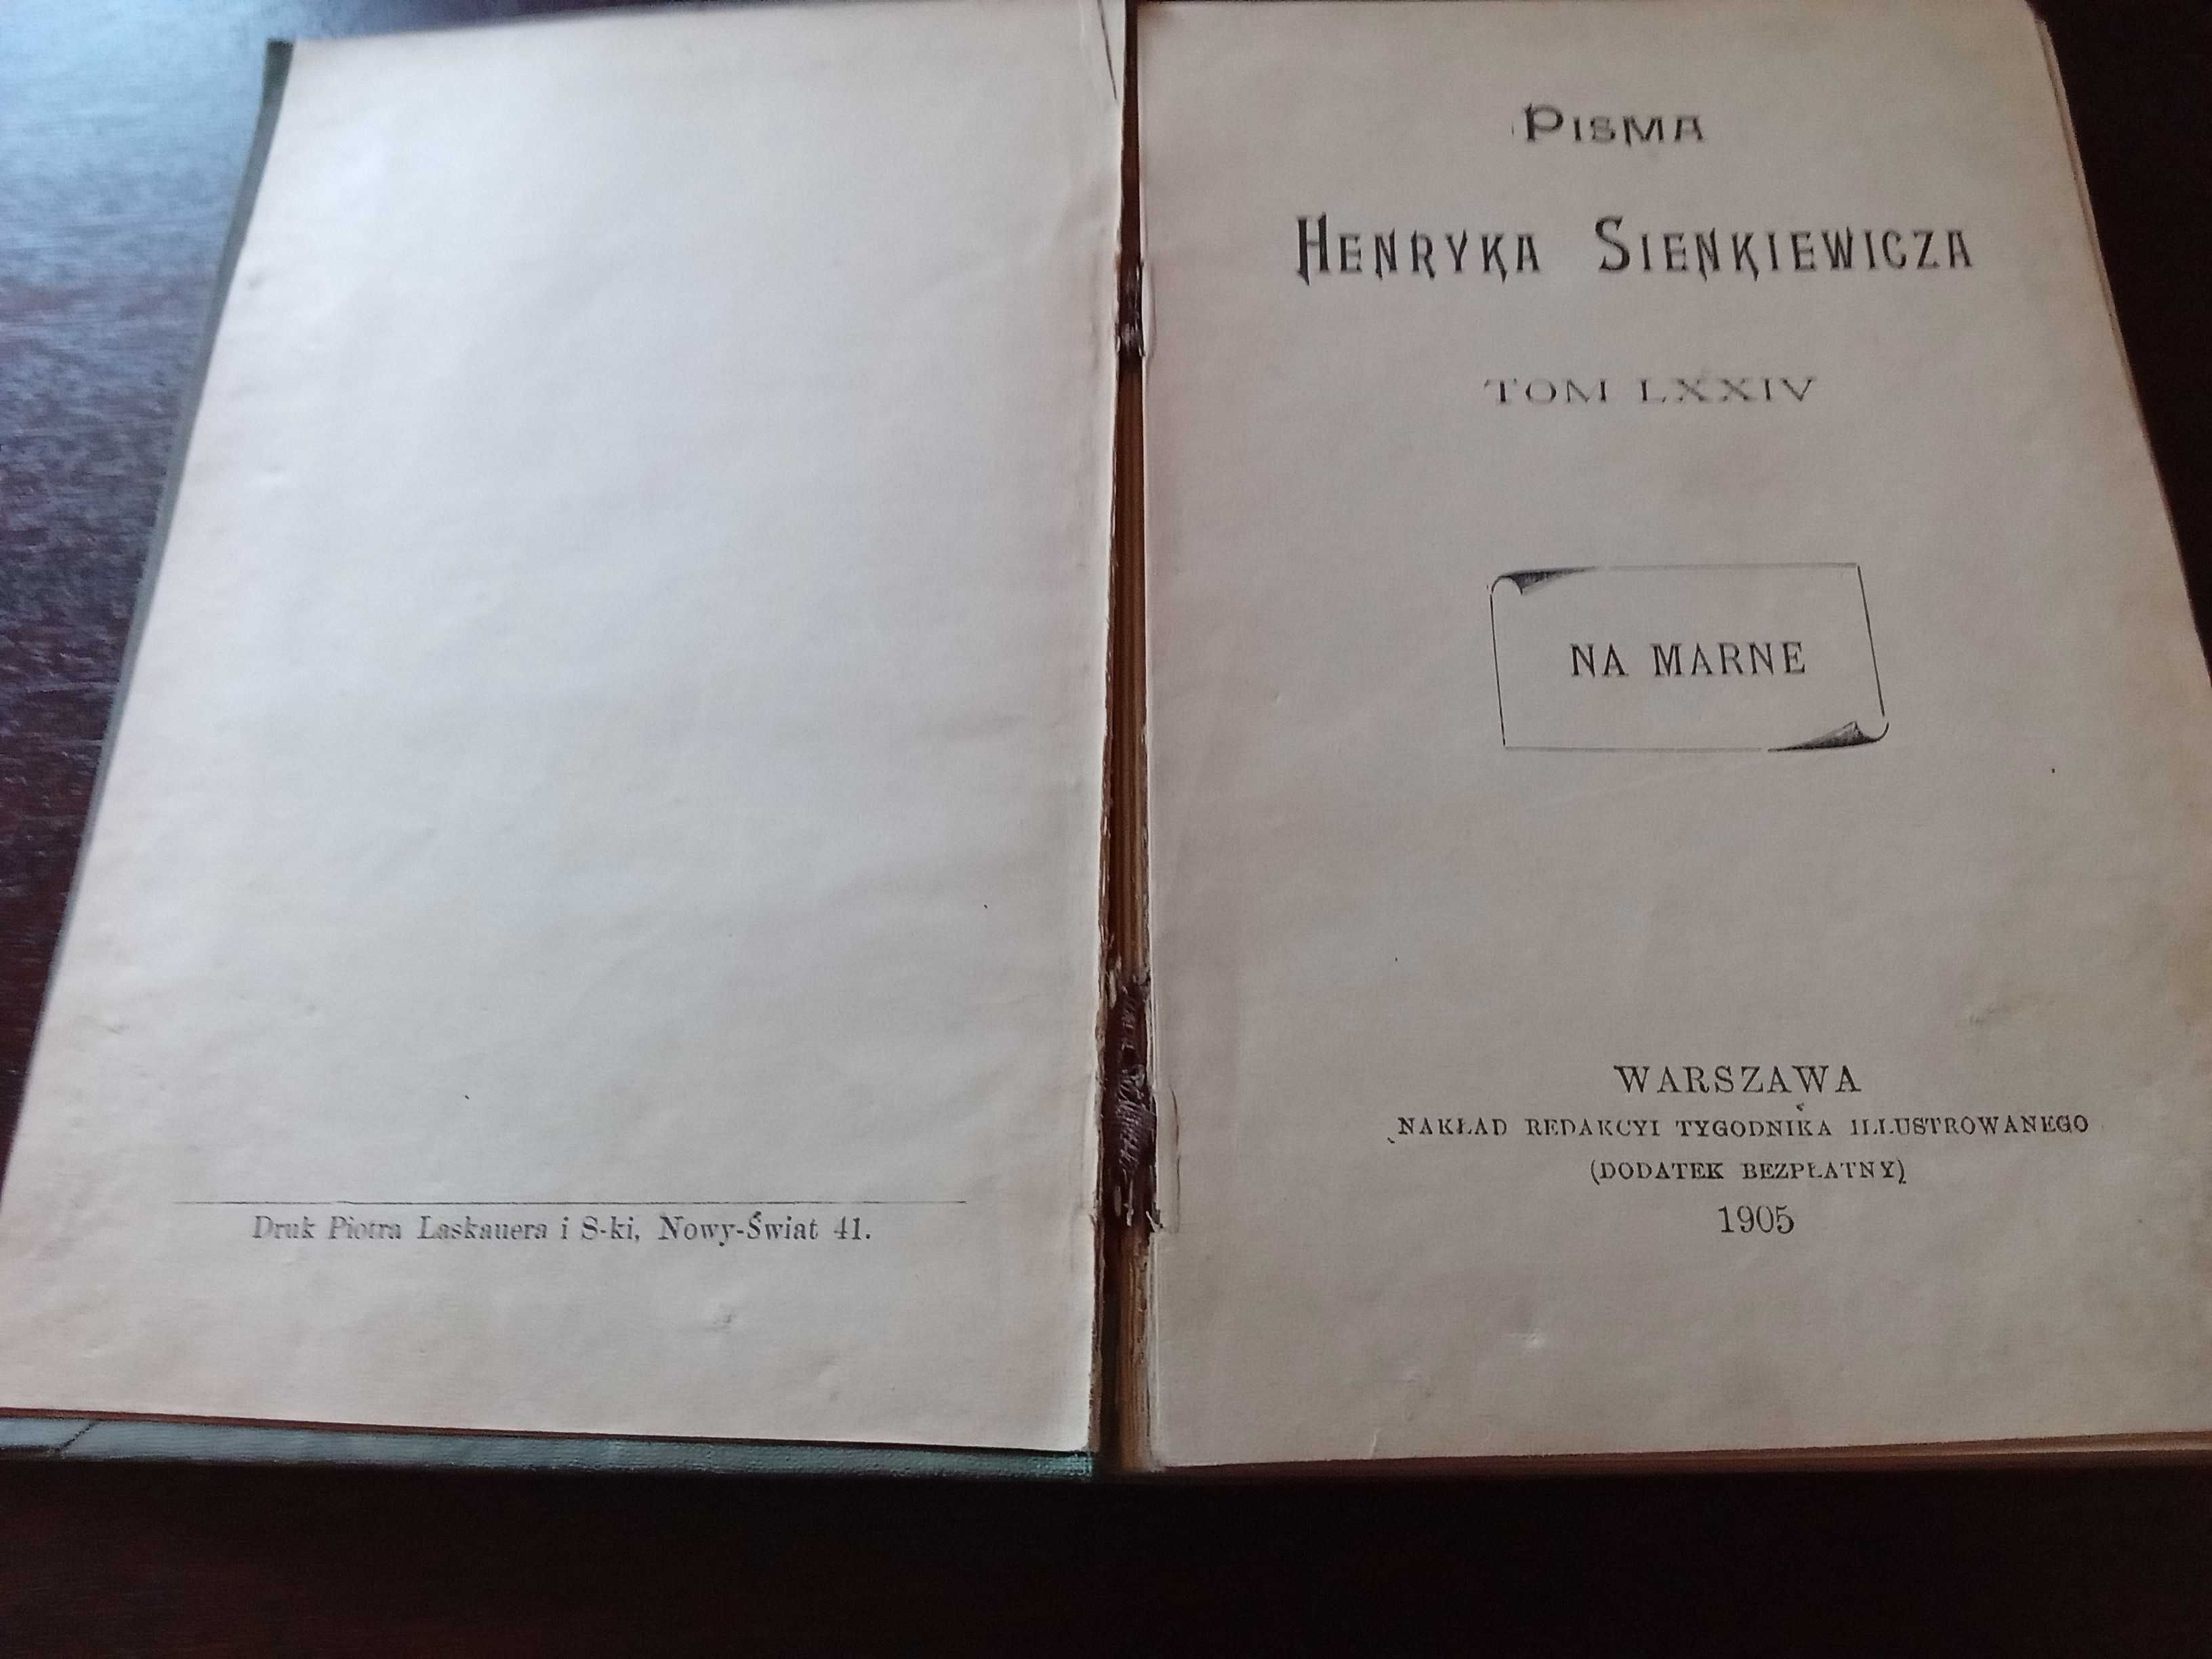 Druk Piotra Laskauera i S-ki, Nowy-Świat 41.
PISMA
HENRYKA SIENKIEWICZA
TOM LXXIV
NA MARNE
WARSZAWA
NAKŁAD REDAKCYI TYGODNIKA ILLUSTROWANEGO
(DODATEK BEZPŁATNY)
1905